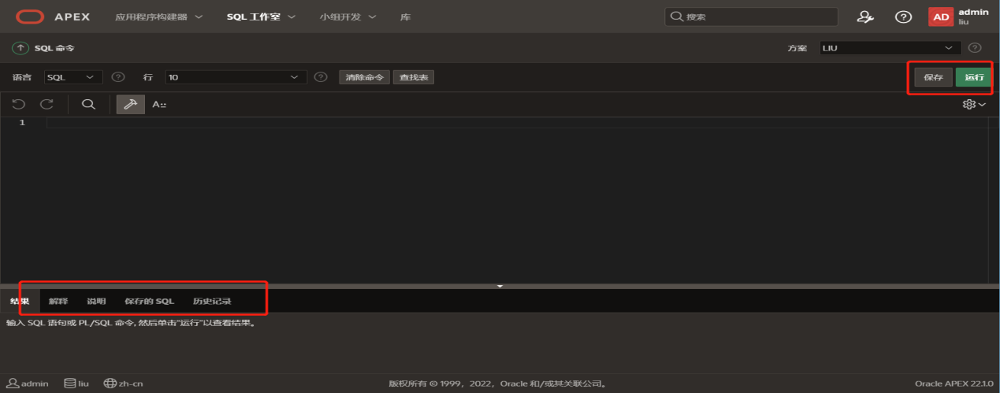 APEX 应用程序构建器 SQL 工作室 小组开发 库 搜索 AD admin
liu
SQL 命令 方案 LIU
语言 SQL 行 10 清除命令 查找表 保存 运行
A
1
结果 解释 说明 保存的 SQL 历史记录
输入 SQL 语句或 PL/SQL 命令, 然后单击"运行"以查看结果。
admin liu zh-cn 版权所有 © 1999, 2022, Oracle 和/或其关联公司。 Oracle APEX 22.1.0